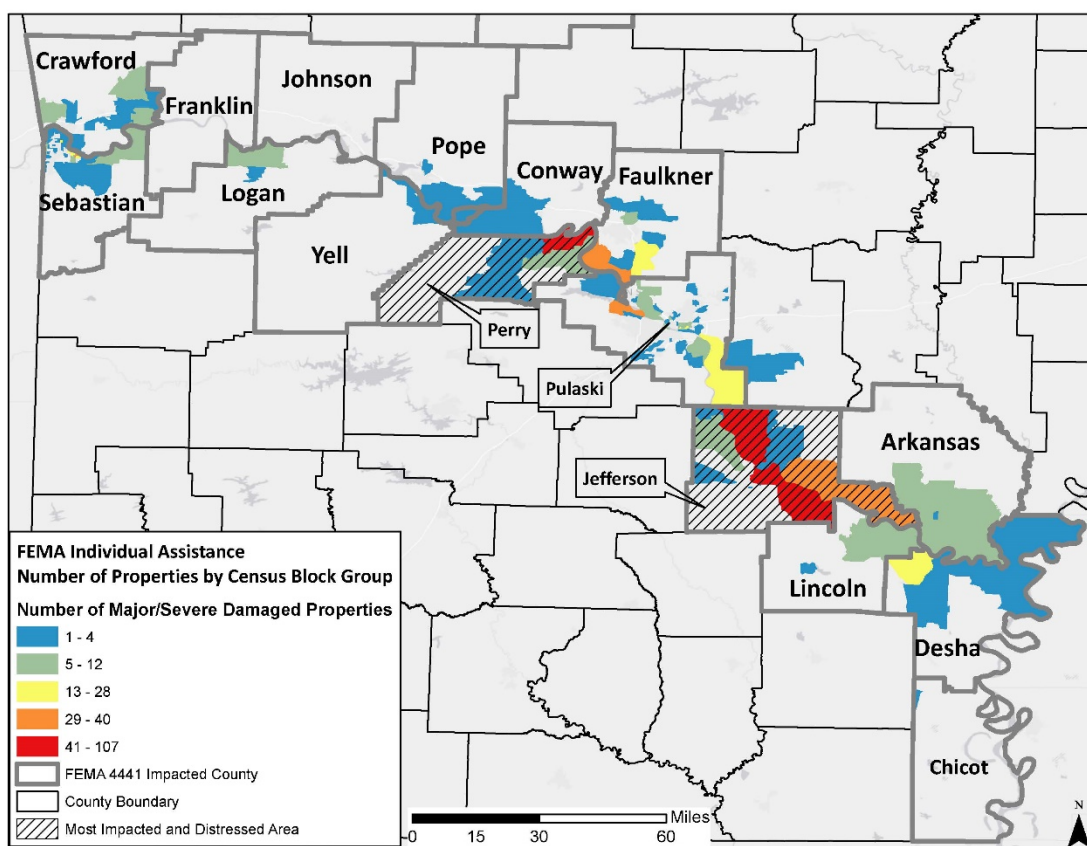 Crawford
Johnson
Franklin
Pope
Conway
Faulkner
Sebastian
Logan
Yell
Perry
Pulaski
Arkansas
Jefferson
Lincoln
Desha
Chicot
FEMA Individual Assistance
Number of Properties by Census Block Group
Number of Major/Severe Damaged Properties
1 - 4
5 - 12
13 - 28
29 - 40
41 - 107
FEMA 4441 Impacted County
County Boundary
Most Impacted and Distressed Area
Miles
0 15 30 60
N